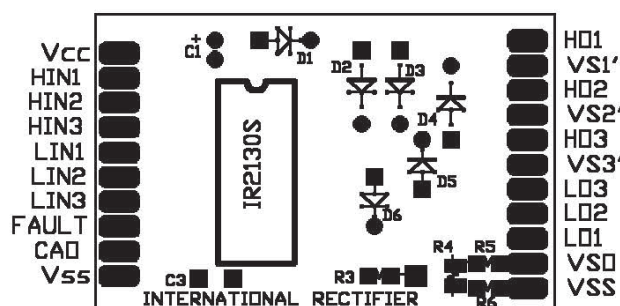 Vcc
HIN1
HIN2
HIN3
LIN1
LIN2
LIN3
FAULT
CAO
Vss
C1
+
D1
D2
D3
D4
D5
D6
IR2130S
C3
R3
R4
R5
R6
INTERNATIONAL RECTIFIER
HO1
VS1'
HO2
VS2'
HO3
VS3'
LO3
LO2
LO1
VSO
VSS